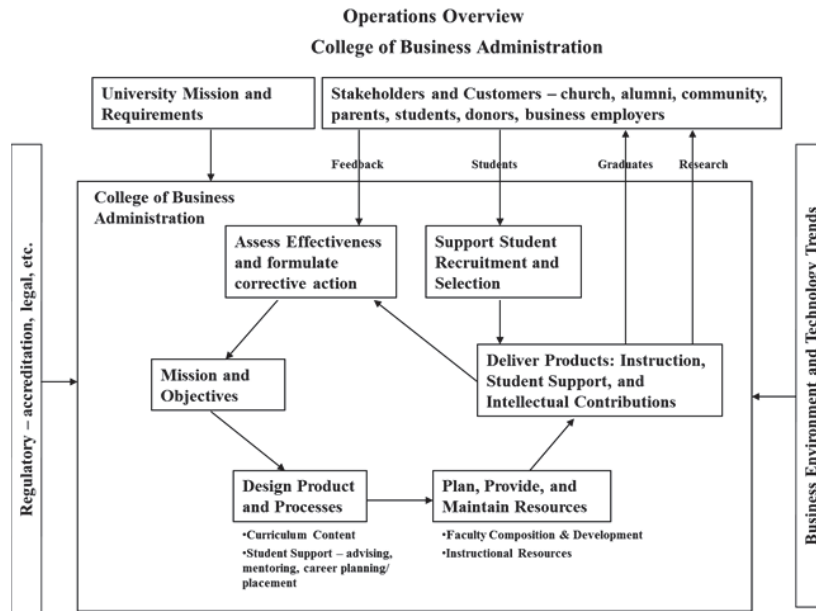 Operations Overview
College of Business Administration
University Mission and
Requirements
Stakeholders and Customers – church, alumni, community,
parents, students, donors, business employers
Feedback
Students
Graduates
Research
Regulatory – accreditation, legal, etc.
College of Business
Administration
Assess Effectiveness
and formulate
corrective action
Support Student
Recruitment and
Selection
Mission and
Objectives
Deliver Products: Instruction,
Student Support, and
Intellectual Contributions
Design Product
and Processes
•Curriculum Content
•Student Support – advising,
mentoring, career planning/
placement
Plan, Provide, and
Maintain Resources
•Faculty Composition & Development
•Instructional Resources
Business Environment and Technology Trends